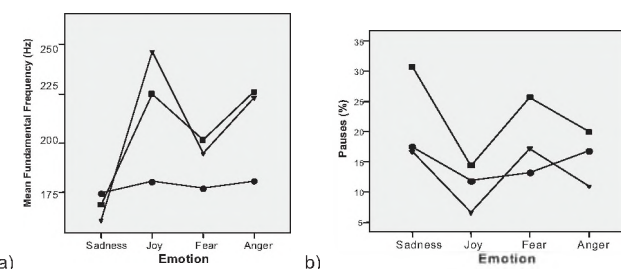 a)
Mean Fundamental Frequency (Hz)
250
225
200
175
Sadness Joy Fear Anger
Emotion
b)
Pauses (%)
35
30
25
20
15
10
5
Sadness Joy Fear Anger
Emotion